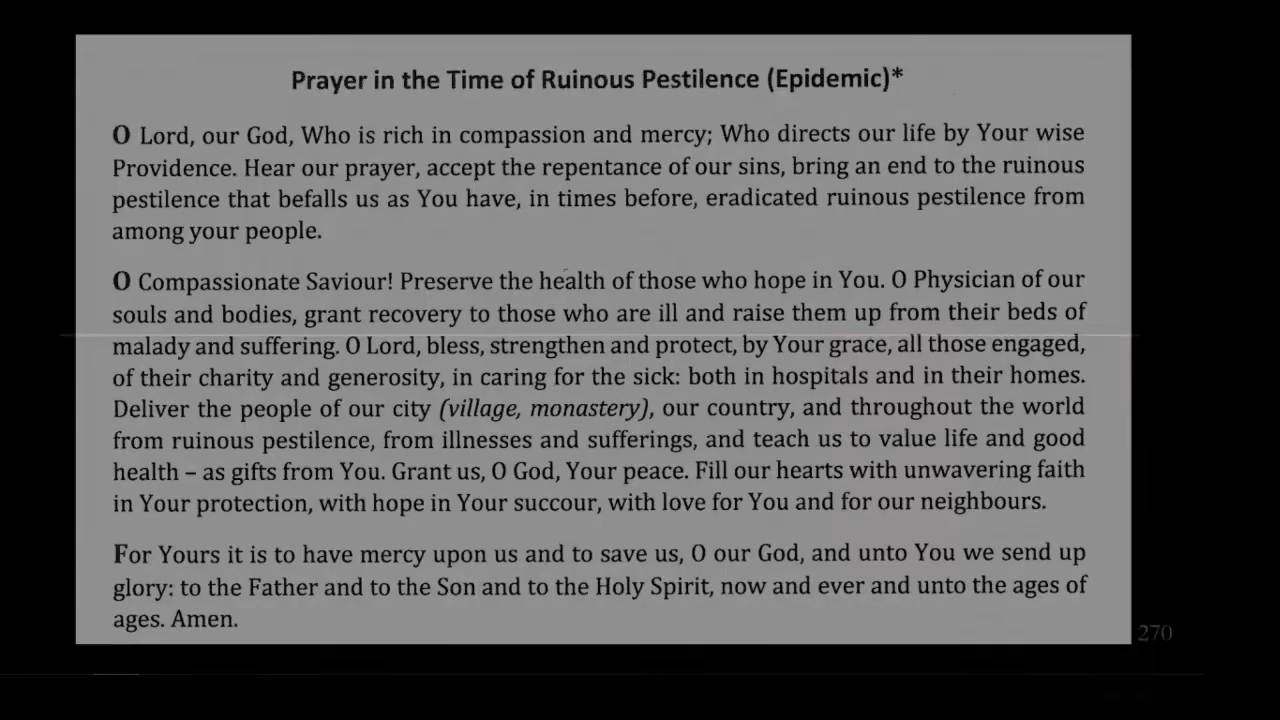 Prayer in the Time of Ruinous Pestilence (Epidemic)*
O Lord, our God, Who is rich in compassion and mercy; Who directs our life by Your wise
Providence. Hear our prayer, accept the repentance of our sins, bring an end to the ruinous
pestilence that befalls us as You have, in times before, eradicated ruinous pestilence from
among your people.
O Compassionate Saviour! Preserve the health of those who hope in You. O Physician of our
souls and bodies, grant recovery to those who are ill and raise them up from their beds of
malady and suffering. O Lord, bless, strengthen and protect, by Your grace, all those engaged,
of their charity and generosity, in caring for the sick: both in hospitals and in their homes.
Deliver the people of our city (village, monastery), our country, and throughout the world
from ruinous pestilence, from illnesses and sufferings, and teach us to value life and good
health – as gifts from You. Grant us, O God, Your peace. Fill our hearts with unwavering faith
in Your protection, with hope in Your succour, with love for You and for our neighbours.
For Yours it is to have mercy upon us and to save us, O our God, and unto You we send up
glory: to the Father and to the Son and to the Holy Spirit, now and ever and unto the ages of
ages. Amen.
270